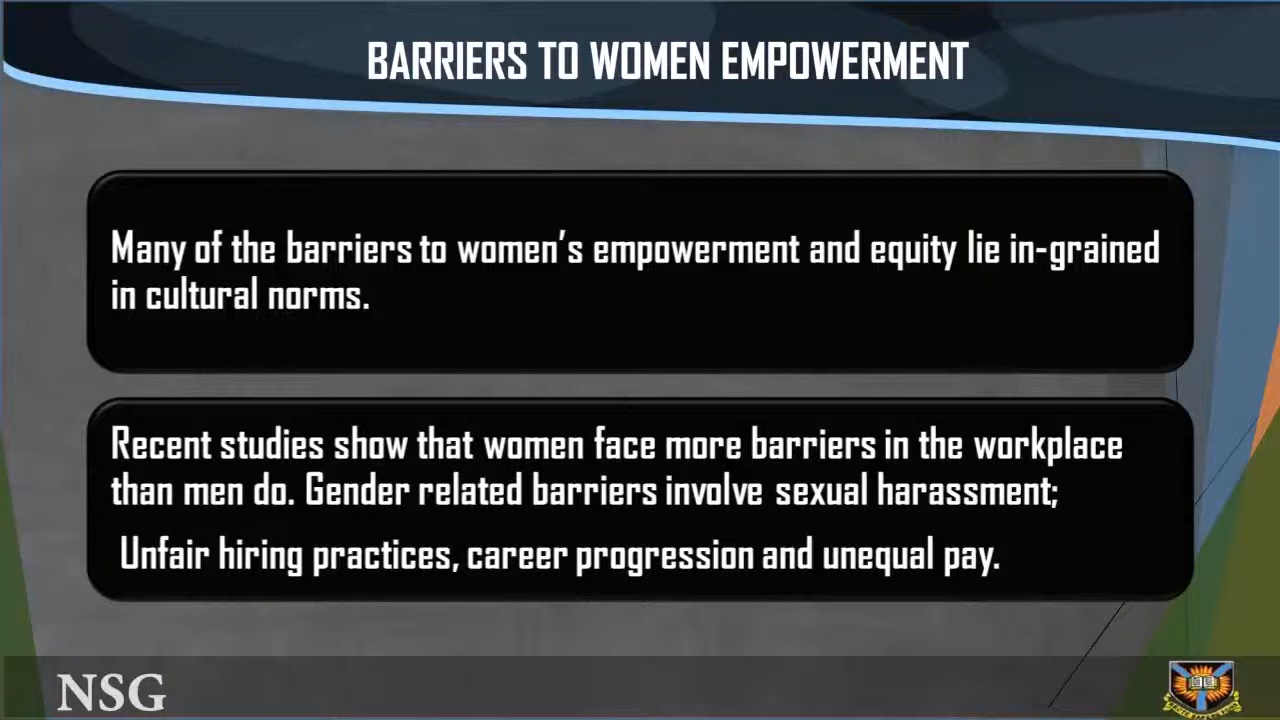 BARRIERS TO WOMEN EMPOWERMENT
Many of the barriers to women’s empowerment and equity lie in-grained
in cultural norms.
Recent studies show that women face more barriers in the workplace
than men do. Gender related barriers involve sexual harassment;
Unfair hiring practices, career progression and unequal pay.
NSG